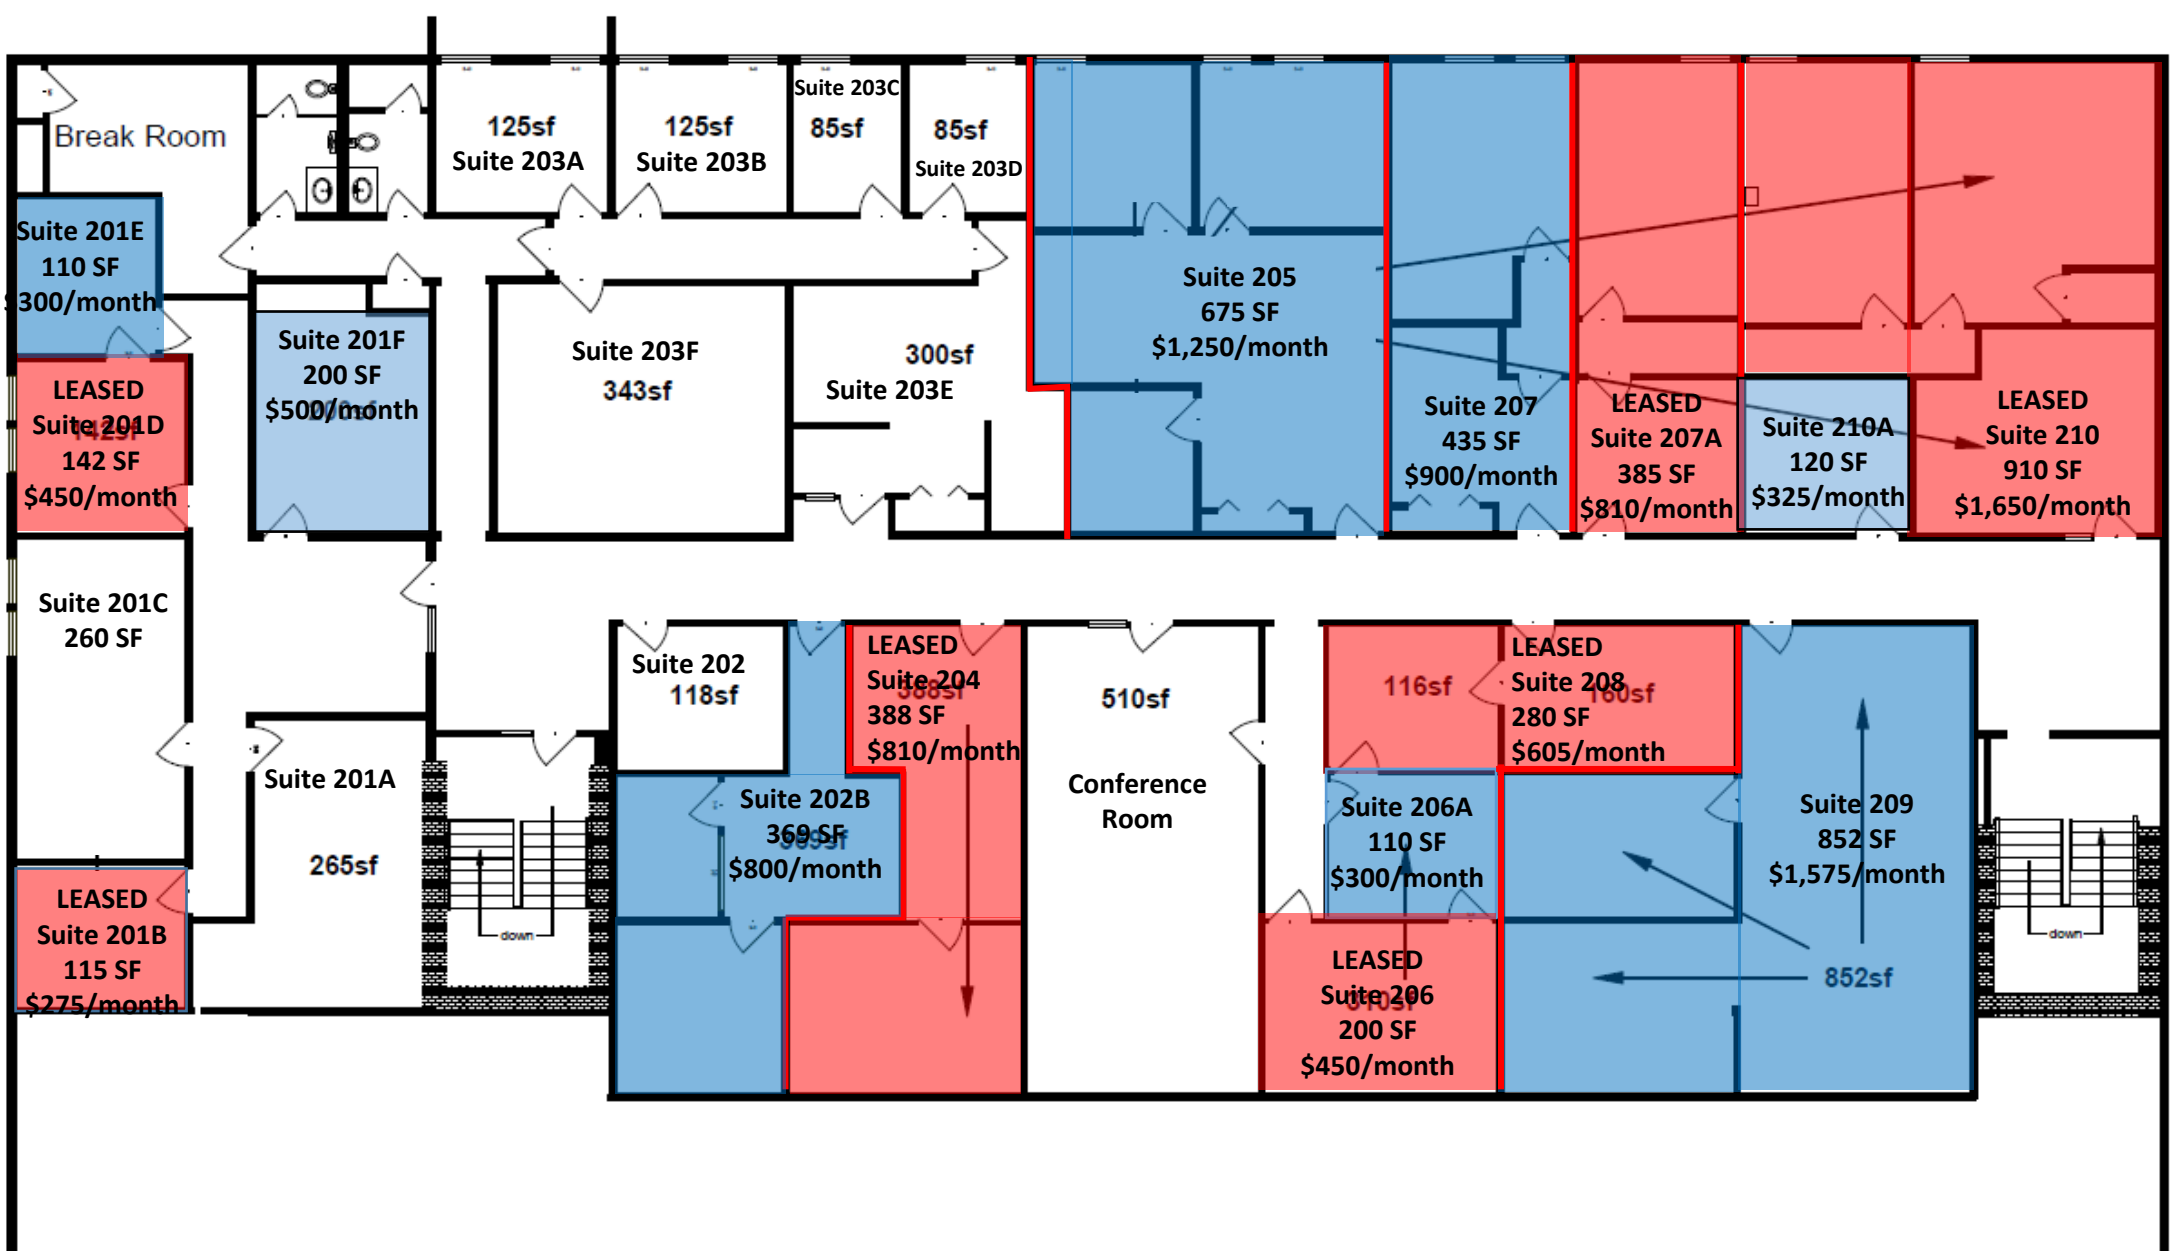 Break Room
125sf
Suite 203A
125sf
Suite 203B
Suite 203C
85sf
85sf
Suite 203D
Suite 201E
110 SF
$300/month
LEASED
Suite 201D
142sf
142 SF
$450/month
Suite 201F
200 SF
$500/month
200sf
Suite 203F
343sf
300sf
Suite 203E
Suite 205
675 SF
$1,250/month
Suite 207
435 SF
$900/month
LEASED
Suite 207A
385 SF
$810/month
Suite 210A
120 SF
$325/month
LEASED
Suite 210
910 SF
$1,650/month
Suite 201C
260 SF
Suite 202
118sf
LEASED
Suite 204
388sf
388 SF
$810/month
510sf
Conference
Room
116sf
LEASED
Suite 208
160sf
280 SF
$605/month
Suite 201A
265sf
Suite 202B
369 SF
369sf
$800/month
Suite 206A
110 SF
$300/month
Suite 209
852 SF
$1,575/month
852sf
LEASED
Suite 201B
115 SF
$275/month
down
LEASED
Suite 206
310sf
200 SF
$450/month
down